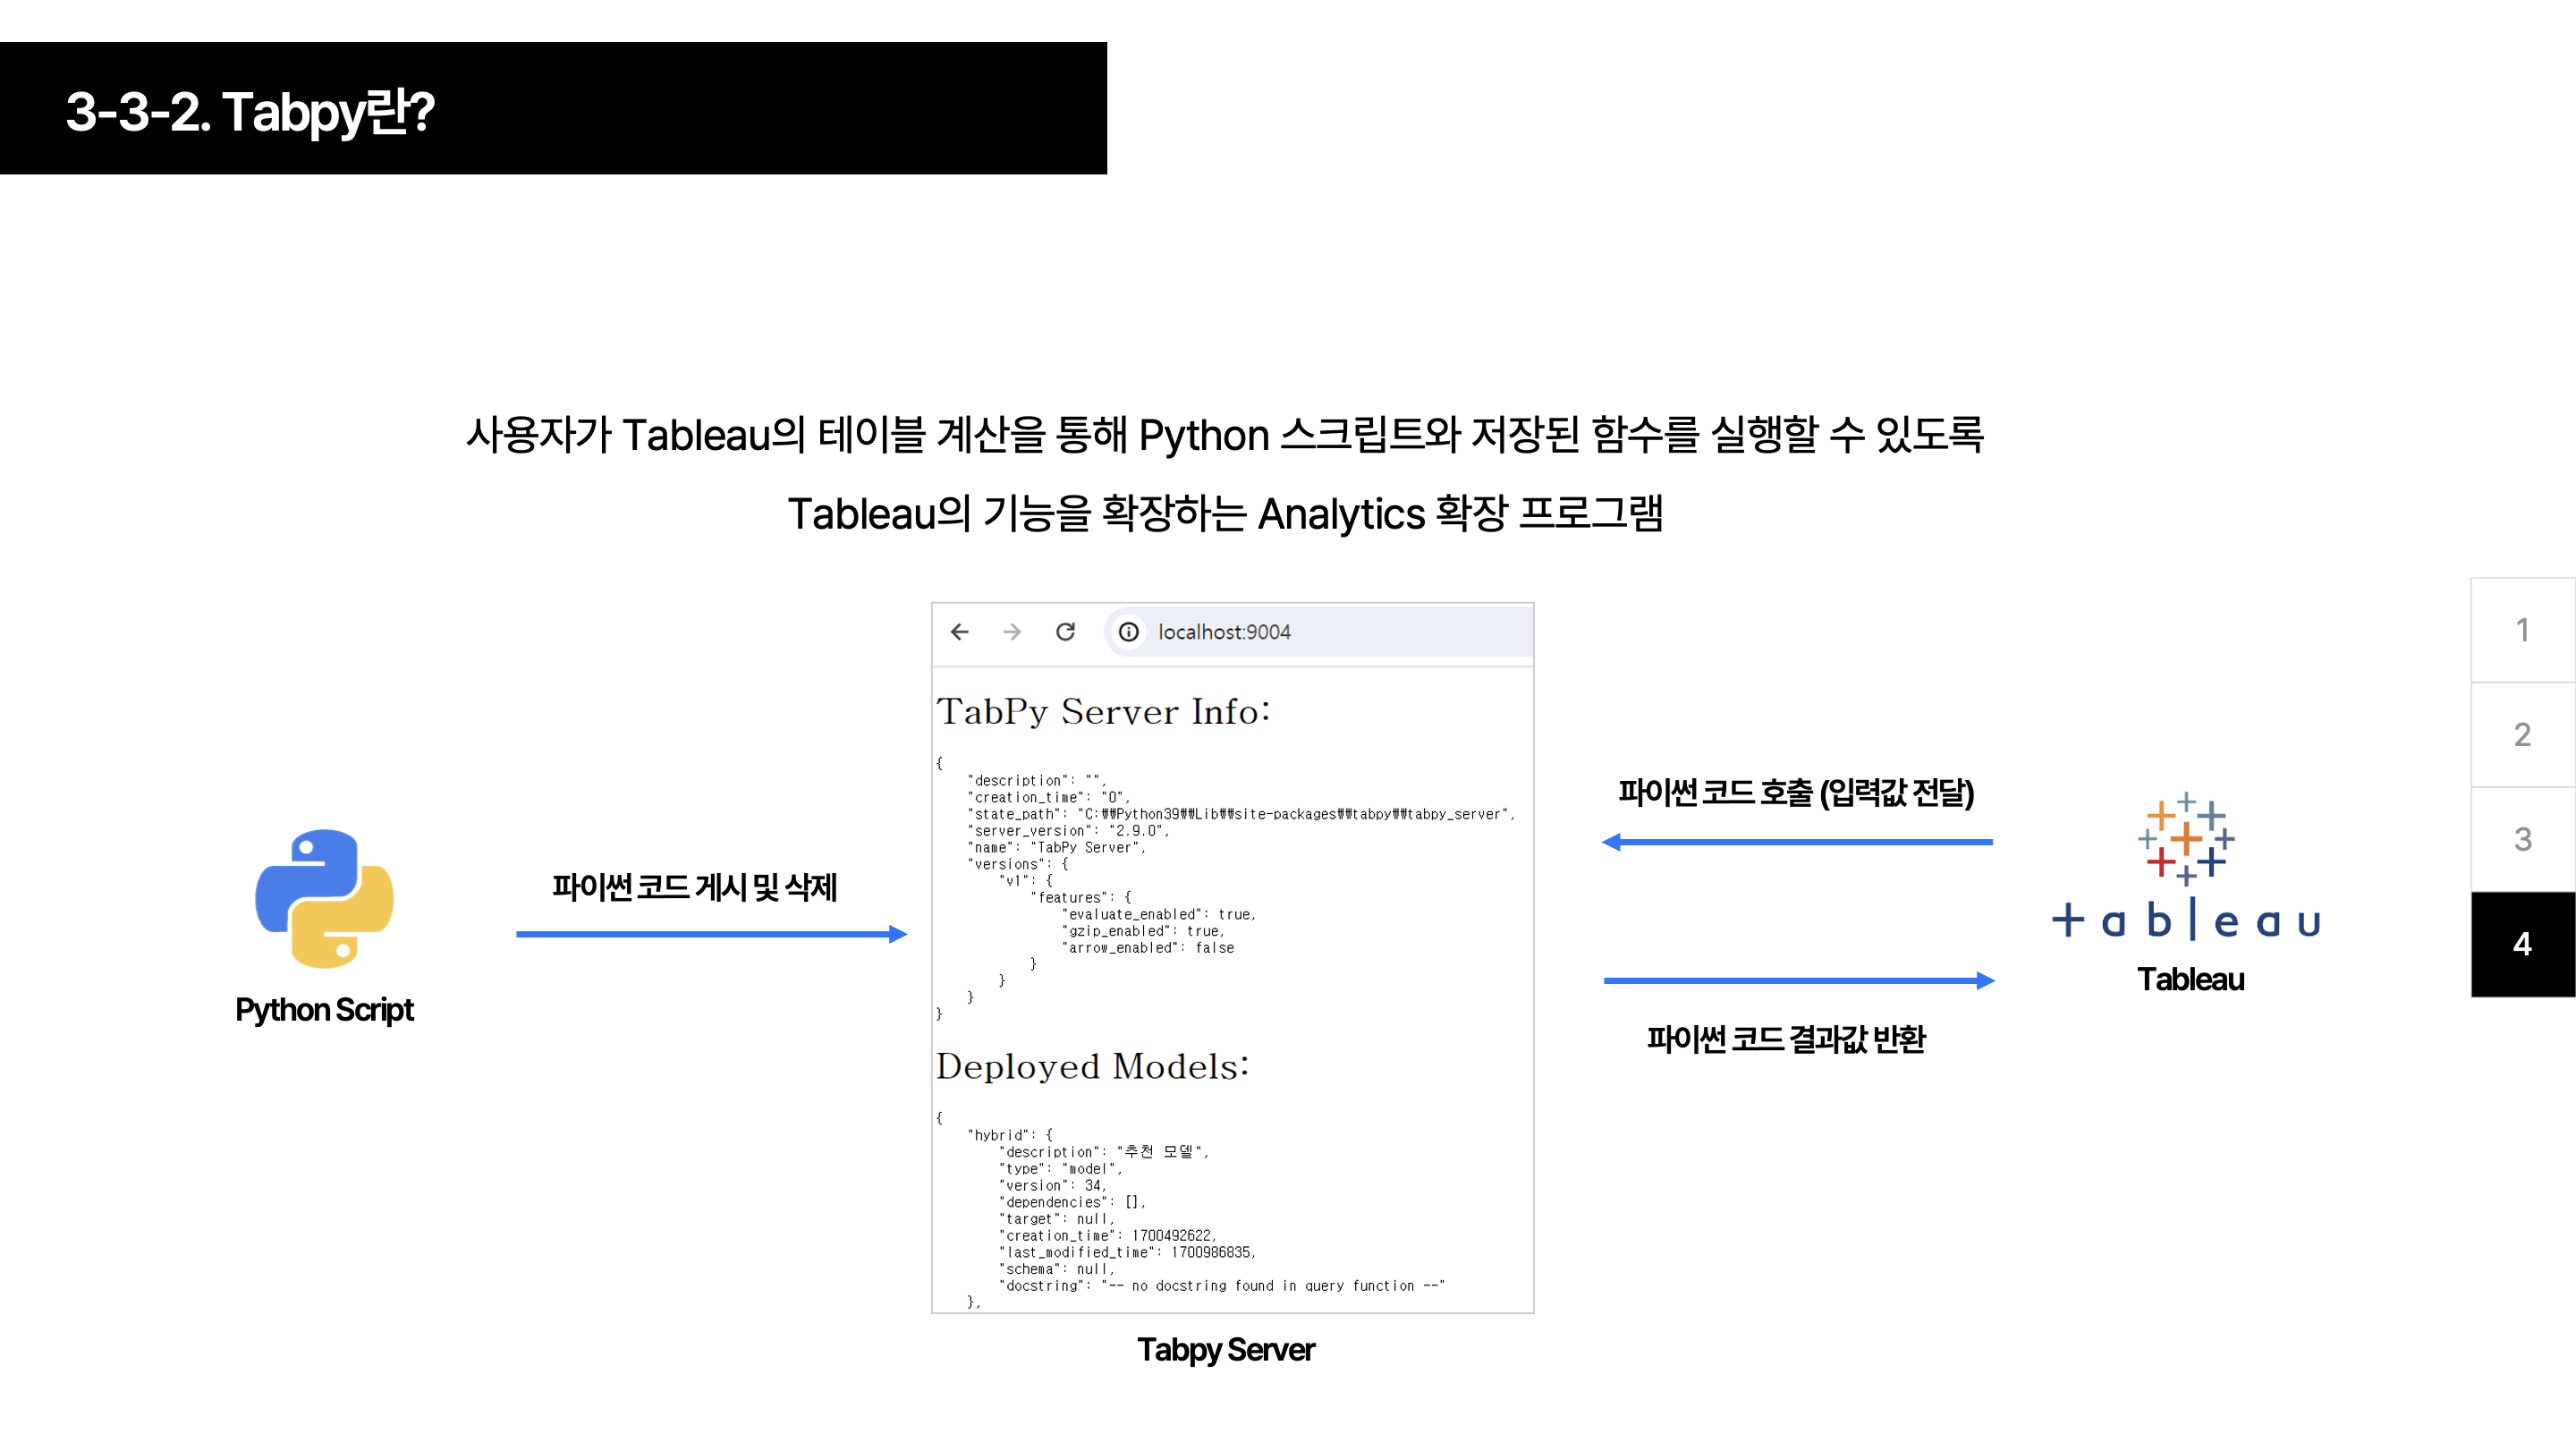 3-3-2. Tabpy란?
사용자가 Tableau의 테이블 계산을 통해 Python 스크립트와 저장된 함수를 실행할 수 있도록
Tableau의 기능을 확장하는 Analytics 확장 프로그램
파이썬 코드 게시 및 삭제
Python Script
localhost:9004
TabPy Server Info:
{
    "description": "",
    "creation_time": "0",
    "state_path": "C:₩₩Python39₩₩Lib₩₩site-packages₩₩tabpy₩₩tabpy_server",
    "server_version": "2.9.0",
    "name": "TabPy Server",
    "versions": {
        "v1": {
            "features": {
                "evaluate_enabled": true,
                "gzip_enabled": true,
                "arrow_enabled": false
            }
        }
    }
}
Deployed Models:
{
    "hybrid": {
        "description": "추천 모델",
        "type": "model",
        "version": 34,
        "dependencies": [],
        "target": null,
        "creation_time": 1700492622,
        "last_modified_time": 1700986835,
        "schema": null,
        "docstring": "-- no docstring found in query function --"
    },
Tabpy Server
파이썬 코드 호출 (입력값 전달)
파이썬 코드 결과값 반환
+ableau
Tableau
1
2
3
4